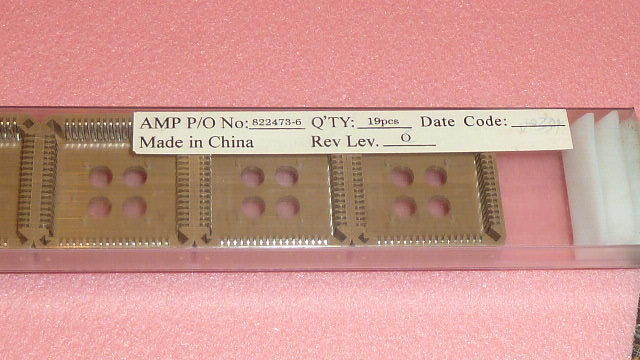 AMP P/O No: 822473-6 Q'TY: 19pcs Date Code:
Made in China Rev Lev. O